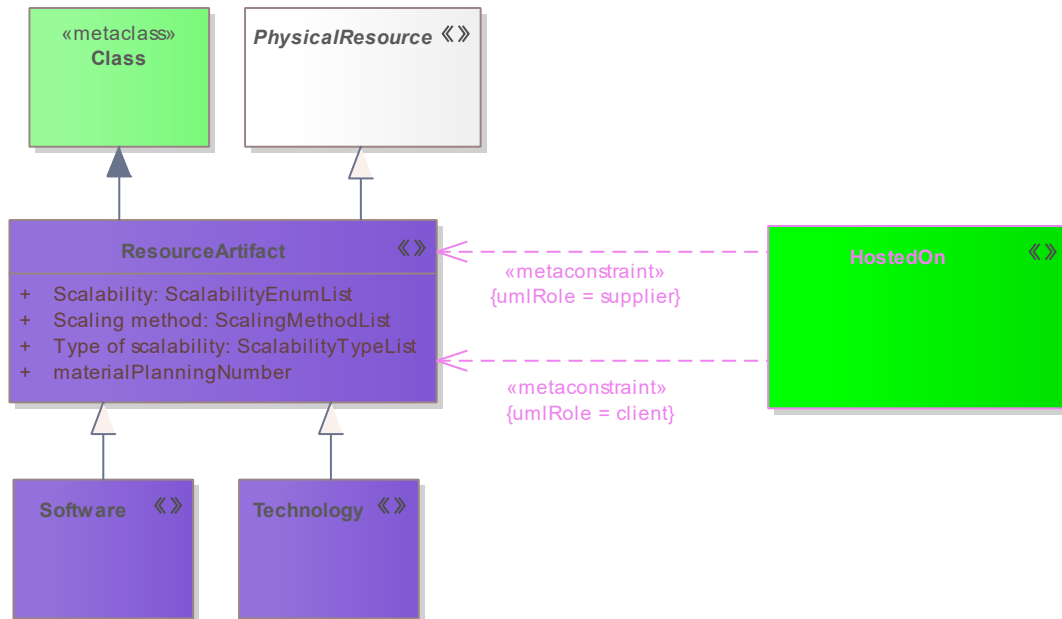 «metaclass»
Class
PhysicalResource «»
ResourceArtifact «»
+ Scalability: ScalabilityEnumList
+ Scaling method: ScalingMethodList
+ Type of scalability: ScalabilityTypeList
+ materialPlanningNumber
«metaconstraint»
{umlRole = supplier}
«metaconstraint»
{umlRole = client}
HostedOn «»
Software «»
Technology «»